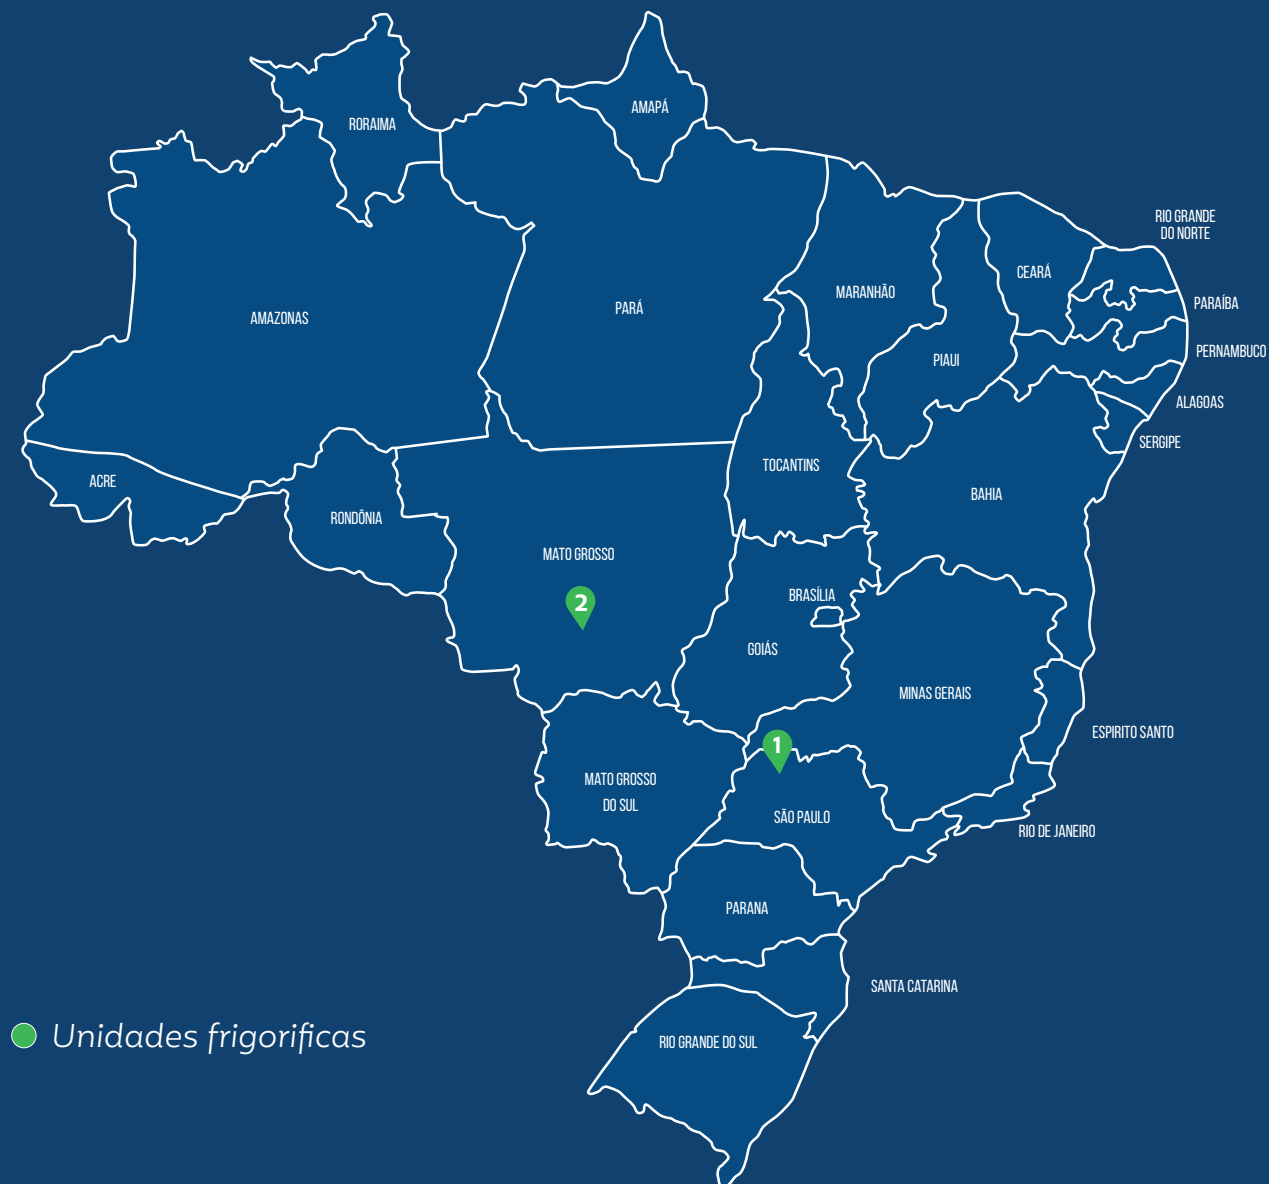 AMAPÁ
RORAIMA
RIO GRANDE
DO NORTE
CEARÁ
MARANHÃO
PARAÍBA
PARÁ
AMAZONAS
PERNAMBUCO
PIAUI
ALAGOAS
SERGIPE
TOCANTINS
ACRE
BAHIA
RONDÔNIA
MATO GROSSO
BRASÍLIA
2
GOIÁS
MINAS GERAIS
ESPIRITO SANTO
1
MATO GROSSO
DO SUL
SÃO PAULO
RIO DE JANEIRO
PARANA
SANTA CATARINA
Unidades frigorificas
RIO GRANDE DO SUL